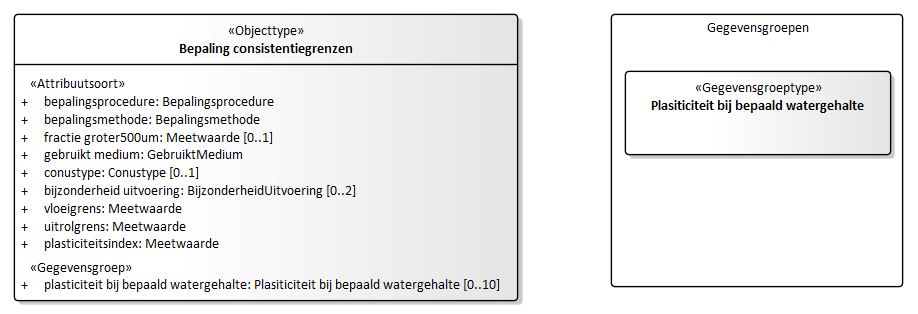 «Objecttype»
Bepaling consistentiegrenzen
«Attribuutsoort»
+ bepalingsprocedure: Bepalingsprocedure
+ bepalingsmethode: Bepalingsmethode
+ fractie groter500um: Meetwaarde [0..1]
+ gebruikt medium: GebruiktMedium
+ conustype: Conustype [0..1]
+ bijzonderheid uitvoering: BijzonderheidUitvoering [0..2]
+ vloeigrens: Meetwaarde
+ uitrolgrens: Meetwaarde
+ plasticiteitsindex: Meetwaarde
«Gegevensgroep»
+ plasticiteit bij bepaald watergehalte: Plasiticiteit bij bepaald watergehalte [0..10]
Gegevensgroepen
«Gegevensgroeptype»
Plasiticiteit bij bepaald watergehalte